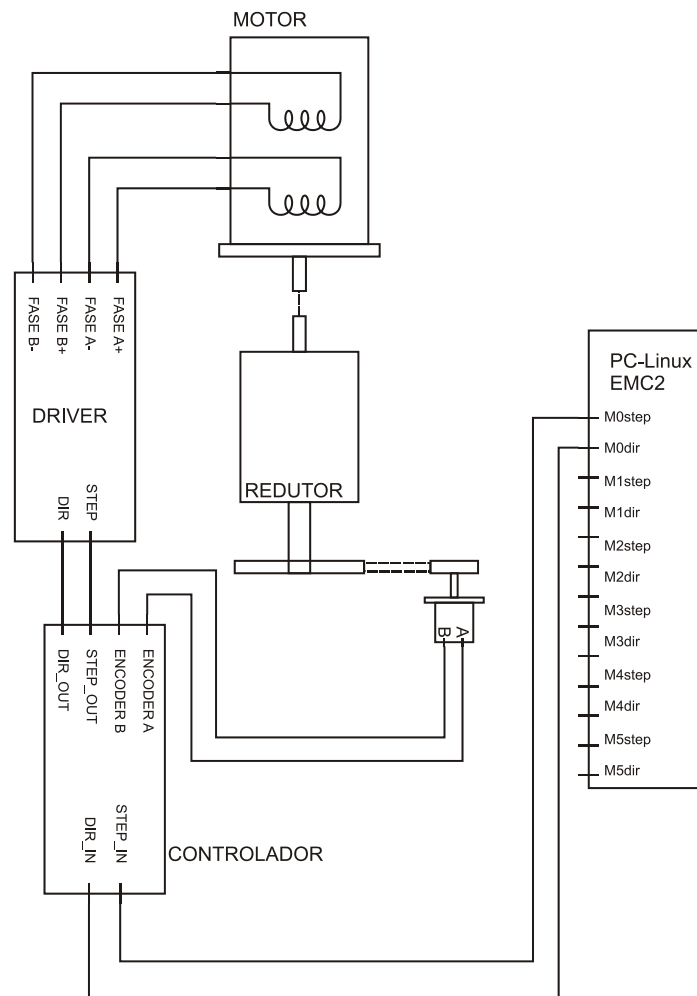 MOTOR
FASE B-
FASE B+
FASE A-
FASE A+
DRIVER
DIR
STEP
REDUTOR
PC-Linux
EMC2
M0step
M0dir
M1step
M1dir
M2step
M2dir
M3step
M3dir
M4step
M4dir
M5step
M5dir
B
A
DIR_OUT
STEP_OUT
ENCODER B
ENCODER A
DIR_IN
STEP_IN
CONTROLADOR